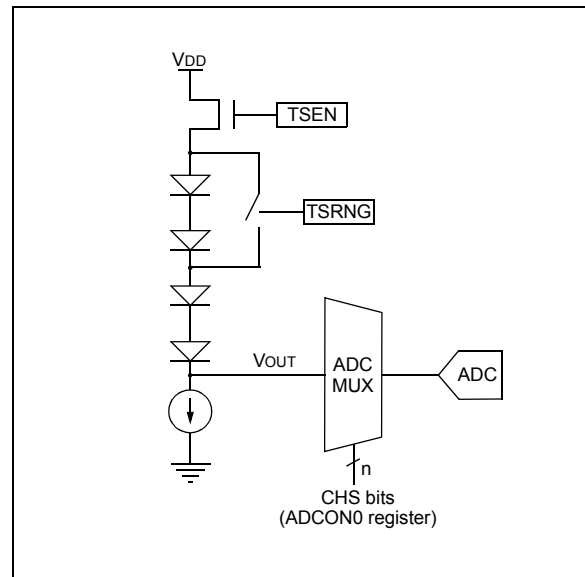 VDD
TSEN
TSRNG
VOUT
ADC
MUX
ADC
n
CHS bits
(ADCON0 register)